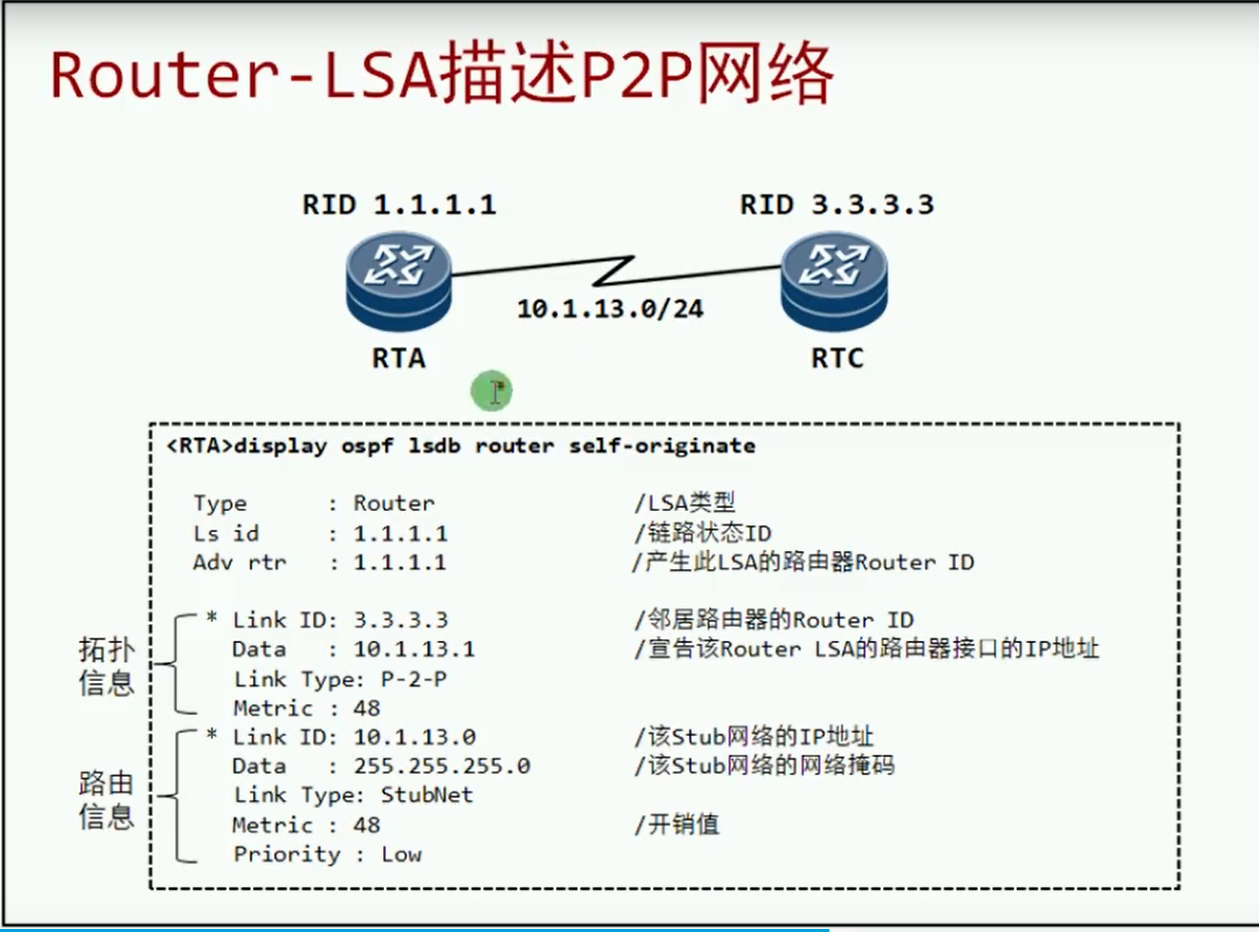 Router-LSA描述P2P网络
RID 1.1.1.1
RID 3.3.3.3
10.1.13.0/24
RTA
RTC
<RTA>display ospf lsdb router self-originate
Type : Router /LSA类型
Ls id : 1.1.1.1 /链路状态ID
Adv rtr : 1.1.1.1 /产生此LSA的路由器Router ID
拓扑
信息
* Link ID: 3.3.3.3 /邻居路由器的Router ID
Data : 10.1.13.1 /宣告该Router LSA的路由器接口的IP地址
Link Type: P-2-P
Metric : 48
路由
信息
* Link ID: 10.1.13.0 /该Stub网络的IP地址
Data : 255.255.255.0 /该Stub网络的网络掩码
Link Type: StubNet
Metric : 48 /开销值
Priority : Low